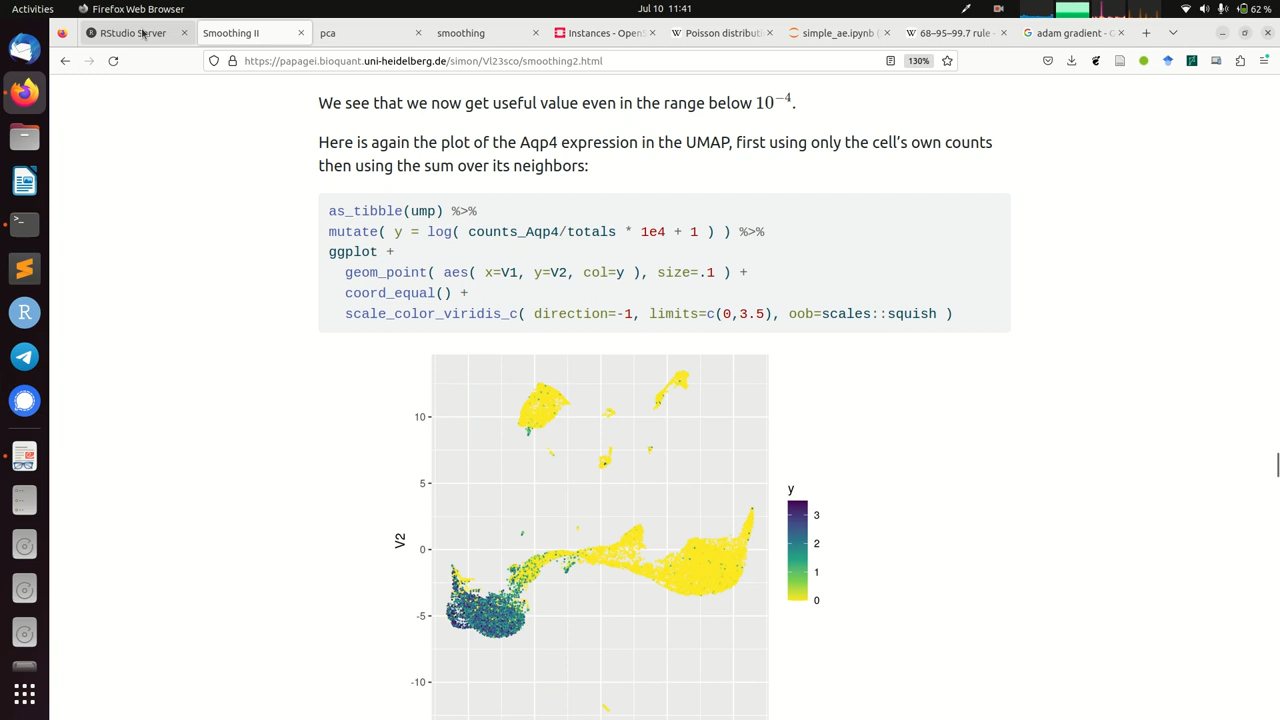 Activities
Firefox Web Browser
Jul 10 11:41
62 %
RStudio Server
Smoothing II
pca
smoothing
Instances - OpenS
Poisson distributi
simple_ae.ipynb (
68–95–99.7 rule -
adam gradient - G
https://papagei.bioquant.uni-heidelberg.de/simon/Vl23sco/smoothing2.html
130%
We see that we now get useful value even in the range below 10−4.
Here is again the plot of the Aqp4 expression in the UMAP, first using only the cell’s own counts
then using the sum over its neighbors:
as_tibble(ump) %>%
mutate( y = log( counts_Aqp4/totals * 1e4 + 1 ) ) %>%
ggplot +
geom_point( aes( x=V1, y=V2, col=y ), size=.1 ) +
coord_equal() +
scale_color_viridis_c( direction=-1, limits=c(0,3.5), oob=scales::squish )
10
5
0
-5
-10
V2
y
3
2
1
0